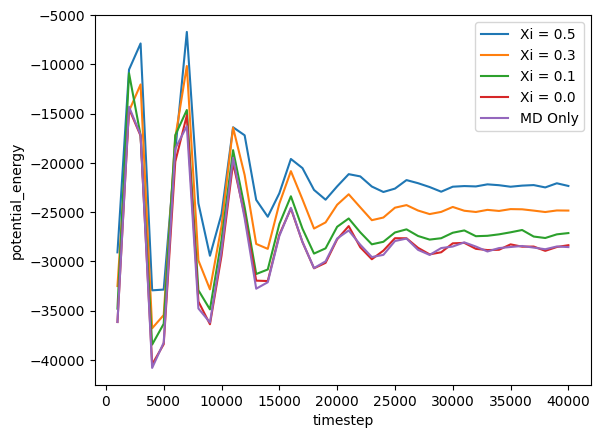 −5000
−10000
−15000
−20000
−25000
−30000
−35000
−40000
potential_energy
Xi = 0.5
Xi = 0.3
Xi = 0.1
Xi = 0.0
MD Only
0 5000 10000 15000 20000 25000 30000 35000 40000
timestep